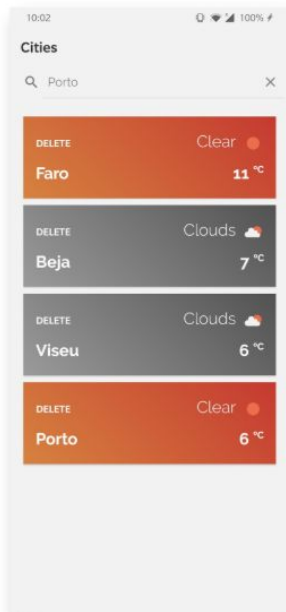 10:02 100%
Cities
Porto
DELETE Clear
Faro 11 °C
DELETE Clouds
Beja 7 °C
DELETE Clouds
Viseu 6 °C
DELETE Clear
Porto 6 °C